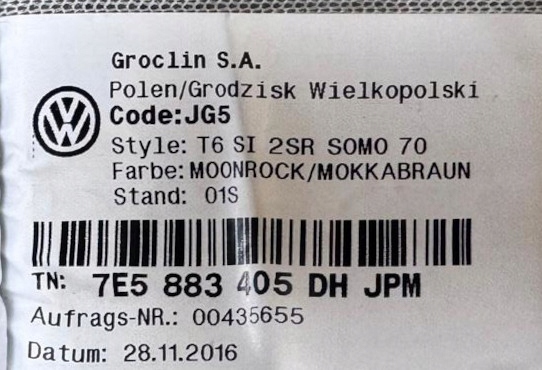 Groclin S.A.
Polen/Grodzisk Wielkopolski
Code:JG5
Style: T6 SI 2SR SOMO 70
Farbe: MOONROCK/MOKKABRAUN
Stand: 01S
TN: 7E5 883 405 DH JPM
Aufrags-NR.: 00435655
Datum: 28.11.2016